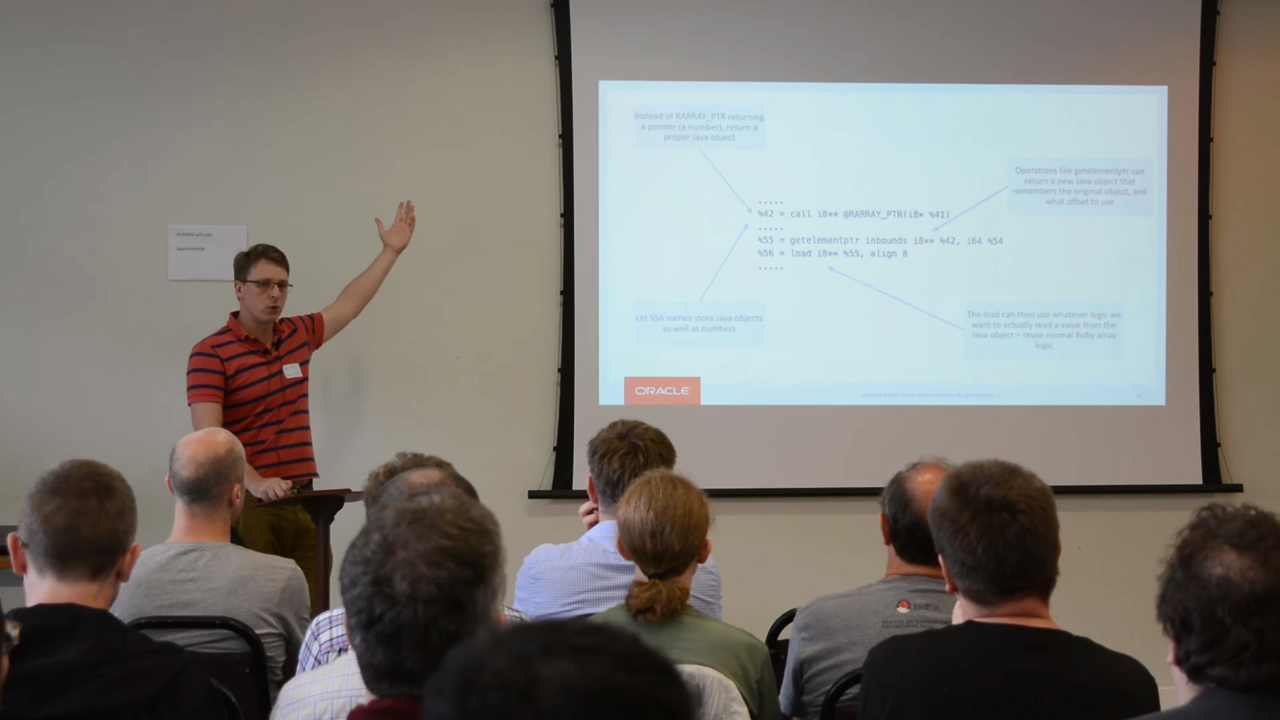 Instead of RARRAY_PTR returning
a pointer (a number), return a
proper Java object
Operations like getelementptr can
return a new Java object that
remembers the original object, and
what offset to use
.....
%42 = call i8** @RARRAY_PTR(i8* %41)
.....
%55 = getelementptr inbounds i8** %42, i64 %54
%56 = load i8** %55, align 8
.....
Let SSA names store Java objects
as well as numbers
The load can then use whatever logic we
want to actually read a value from the
Java object – reuse normal Ruby array
logic
ORACLE